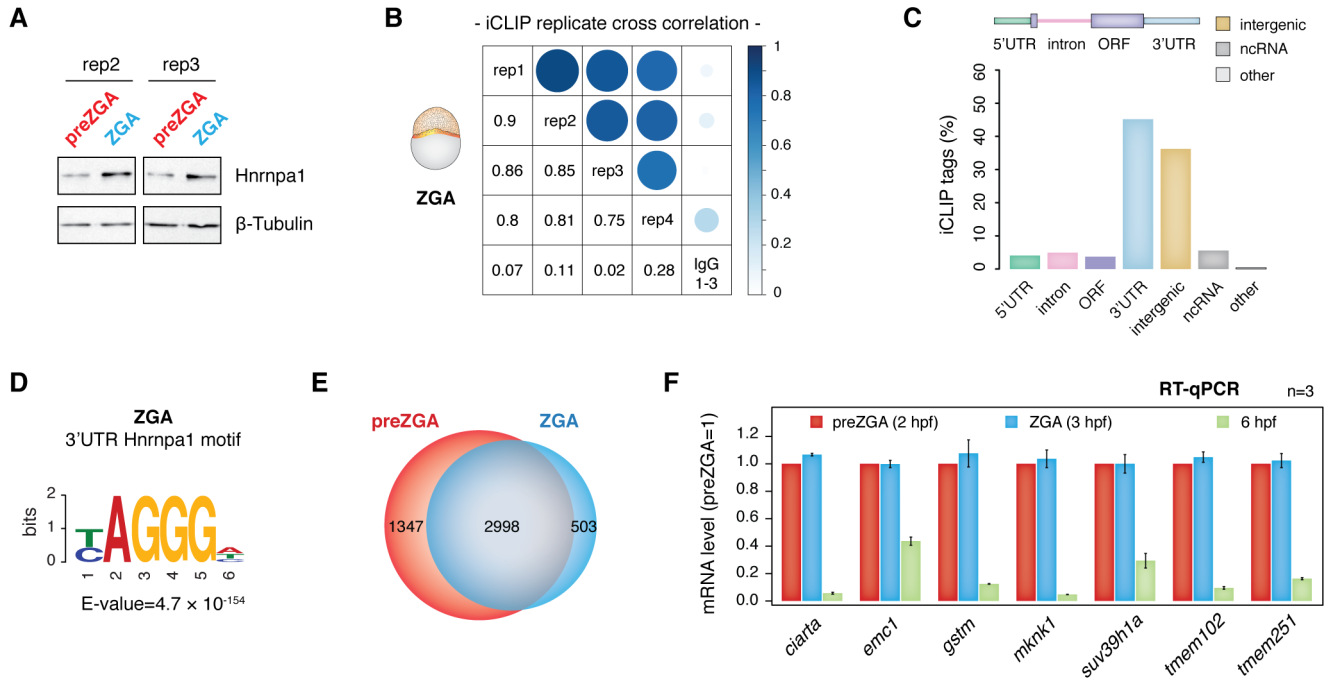 A
rep2 rep3
preZGA ZGA preZGA ZGA
Hnrnpa1
β-Tubulin
B
- iCLIP replicate cross correlation -
ZGA
rep1
0.9 rep2
0.86 0.85 rep3
0.8 0.81 0.75 rep4
0.07 0.11 0.02 0.28 IgG
1-3
1
0.8
0.6
0.4
0.2
0
C
5'UTR intron ORF 3'UTR
intergenic
ncRNA
other
iCLIP tags (%)
60
50
40
30
20
10
0
5'UTR intron ORF 3'UTR intergenic ncRNA other
D
ZGA
3'UTR Hnrnpa1 motif
bits
2
1
0
T C A G G G A T C
1 2 3 4 5 6
E-value=4.7 × 10-154
E
preZGA ZGA
1347 2998 503
F
RT-qPCR n=3
preZGA (2 hpf) ZGA (3 hpf) 6 hpf
mRNA level (preZGA=1)
1.2
1.0
0.8
0.6
0.4
0.2
0.0
ciarta emc1 gstm mknk1 suv39h1a tmem102 tmem251